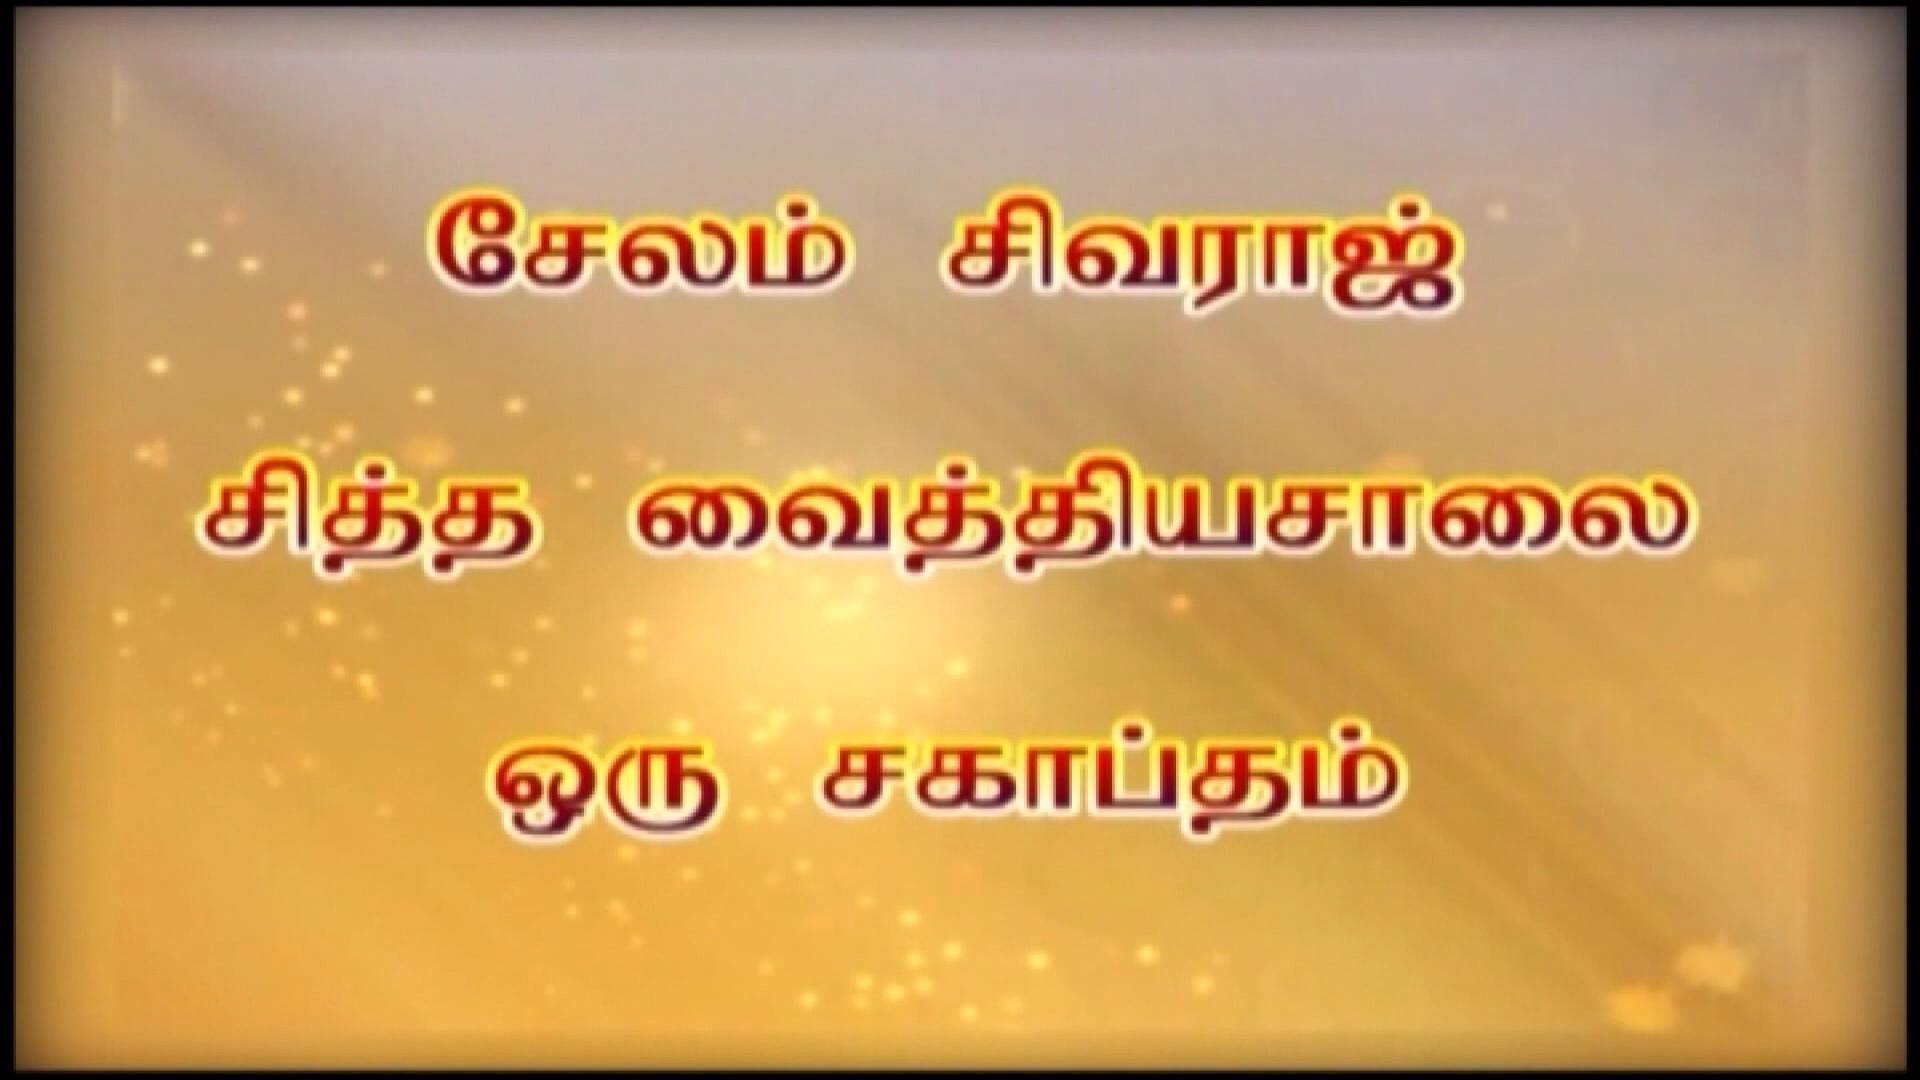 சேலம் சிவராஜ்
சித்த வைத்தியசாலை
ஒரு சகாப்தம்